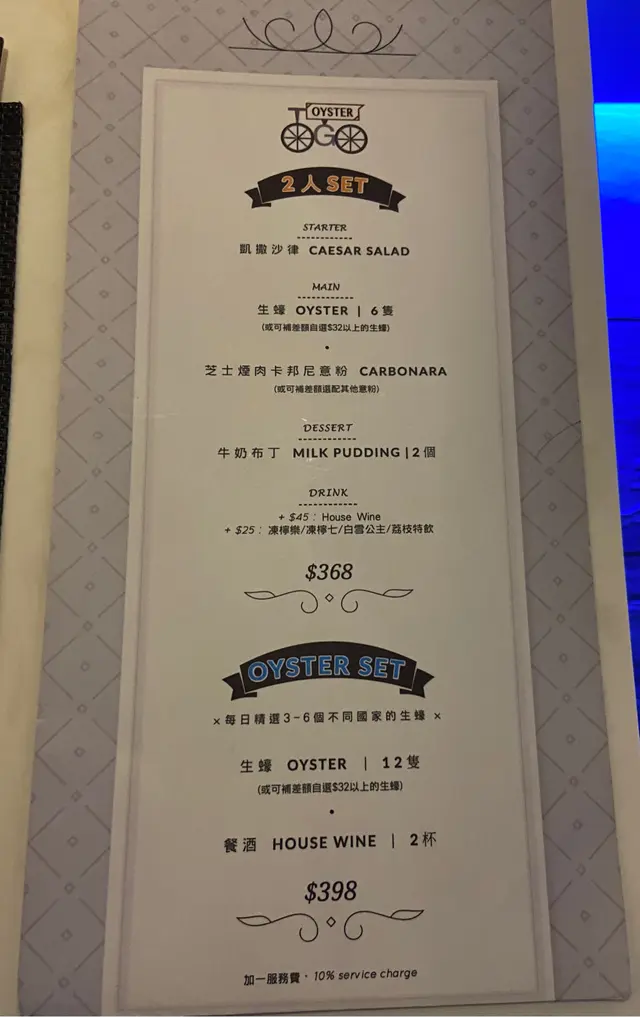 OYSTER
TOGO
2人SET
STARTER
凱撒沙律 CAESAR SALAD
MAIN
生蠔 OYSTER | 6隻
(或可補差額自選$32以上的生蠔)
芝士煙肉卡邦尼意粉 CARBONARA
(或可補差額選配其他意粉)
DESSERT
牛奶布丁 MILK PUDDING | 2個
DRINK
+ $45 : House Wine
+ $25 : 凍檸樂/凍檸七/白雪公主/荔枝特飲
$368
OYSTER SET
× 每日精選3-6個不同國家的生蠔 ×
生蠔 OYSTER | 12隻
(或可補差額自選$32以上的生蠔)
餐酒 HOUSE WINE | 2杯
$398
加一服務費 · 10% service charge